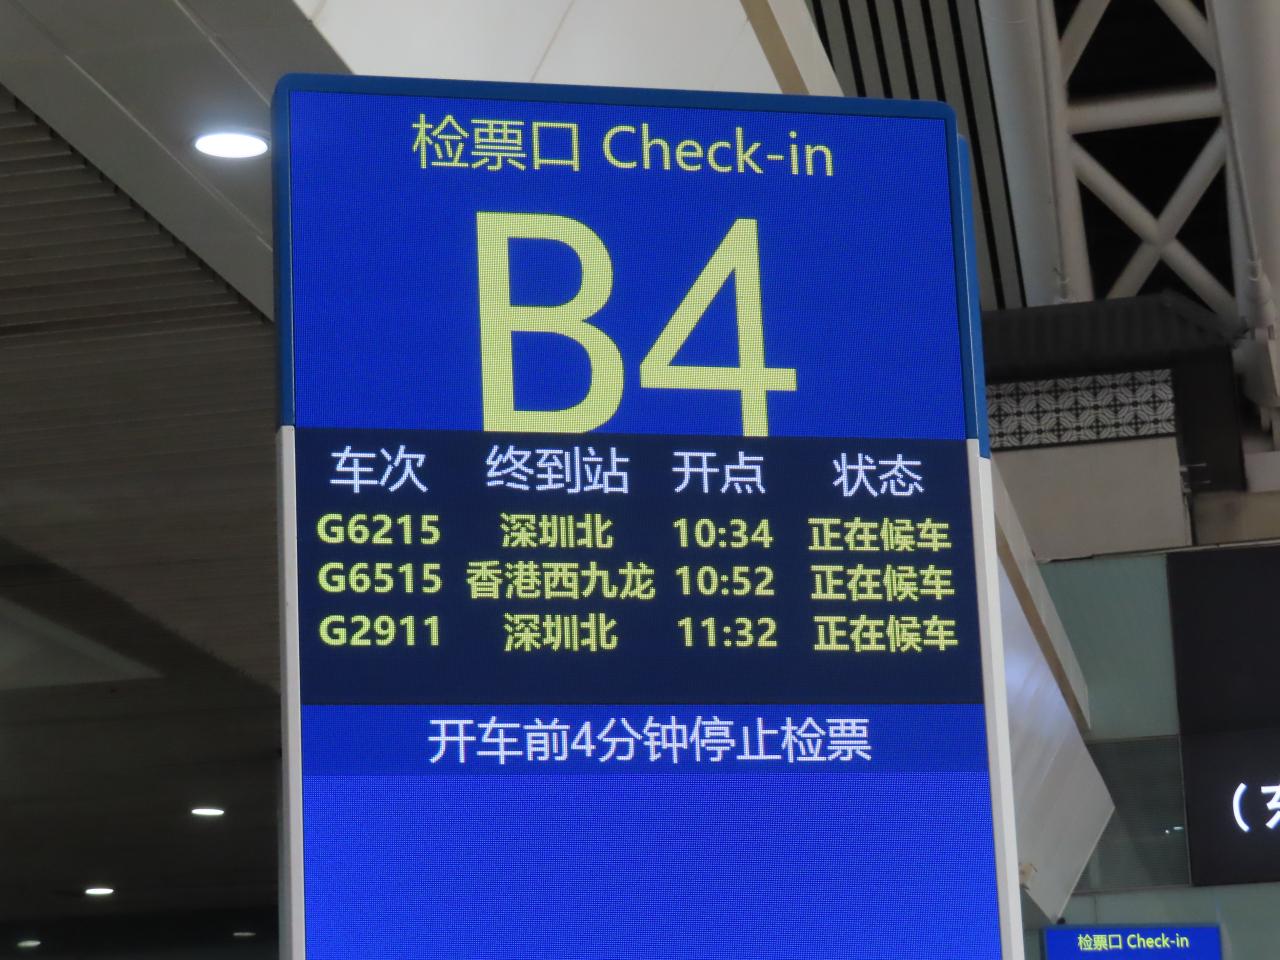 检票口 Check-in
B4
车次 终到站 开点 状态
G6215 深圳北 10:34 正在候车
G6515 香港西九龙 10:52 正在候车
G2911 深圳北 11:32 正在候车
开车前4分钟停止检票
检票口 Check-in